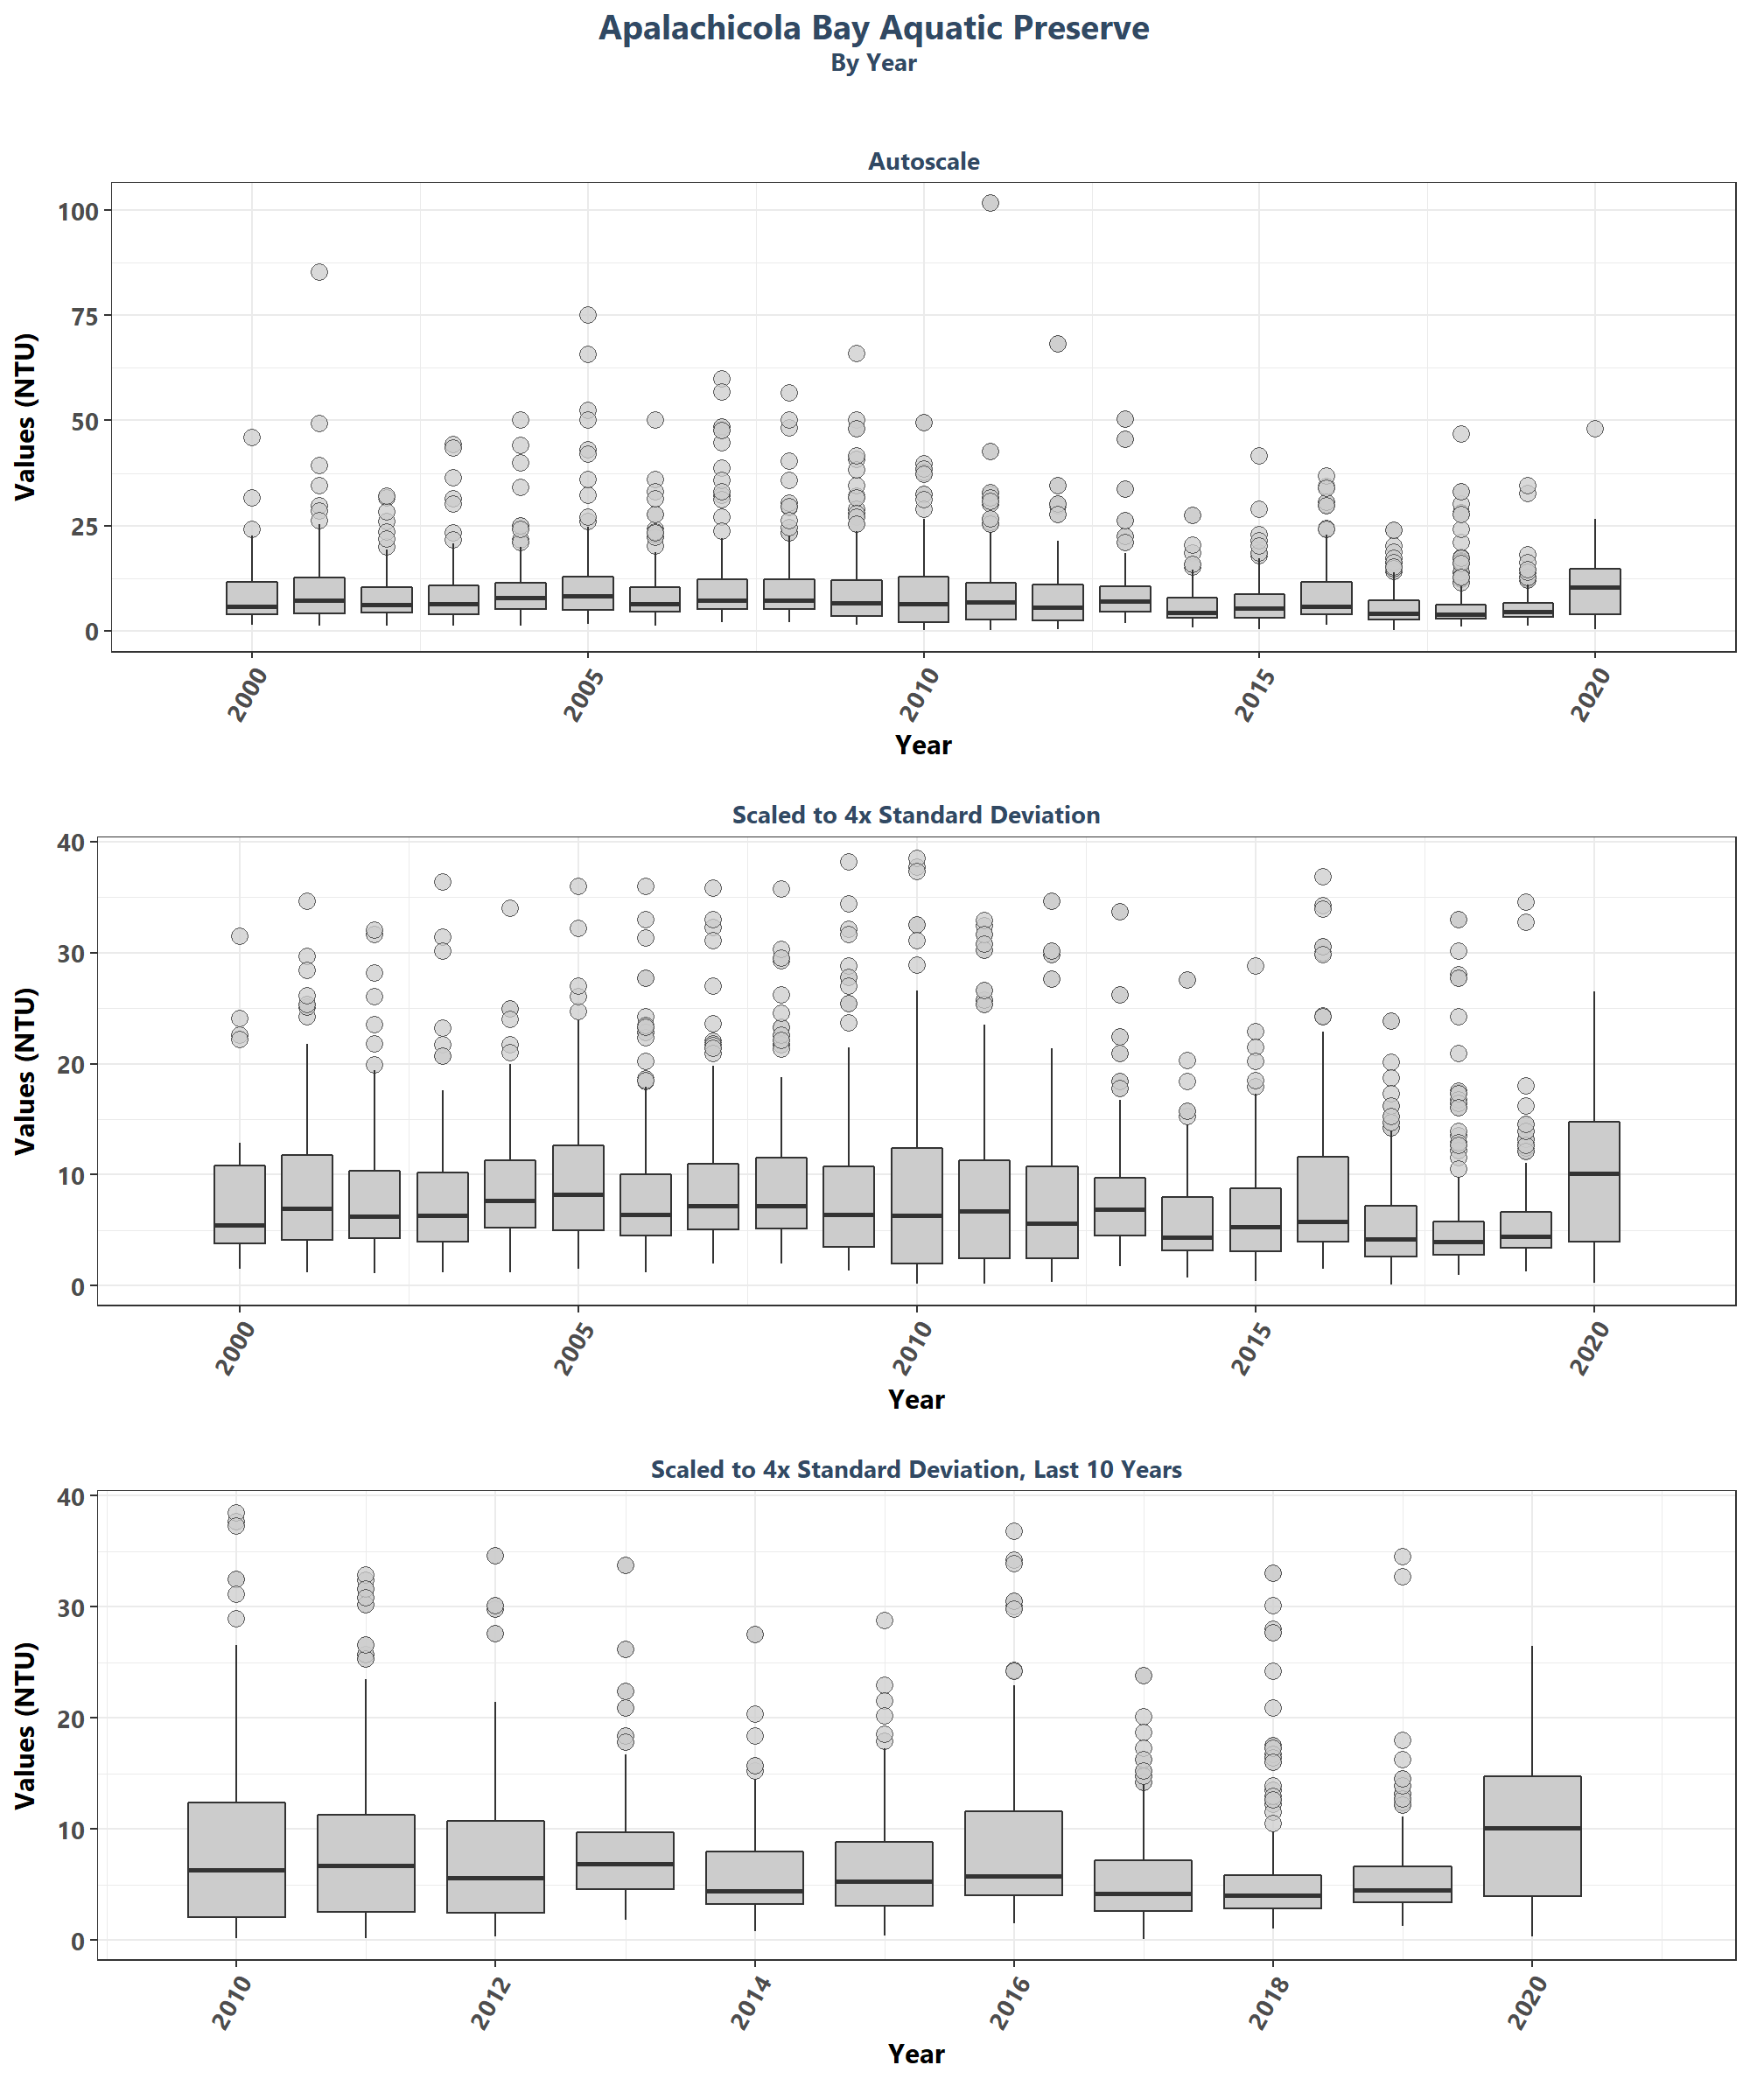 Apalachicola Bay Aquatic Preserve
By Year
Autoscale
Values (NTU)
100
75
50
25
0
2000
2005
2010
2015
2020
Year
Scaled to 4x Standard Deviation
Values (NTU)
40
30
20
10
0
2000
2005
2010
2015
2020
Year
Scaled to 4x Standard Deviation, Last 10 Years
Values (NTU)
40
30
20
10
0
2010
2012
2014
2016
2018
2020
Year